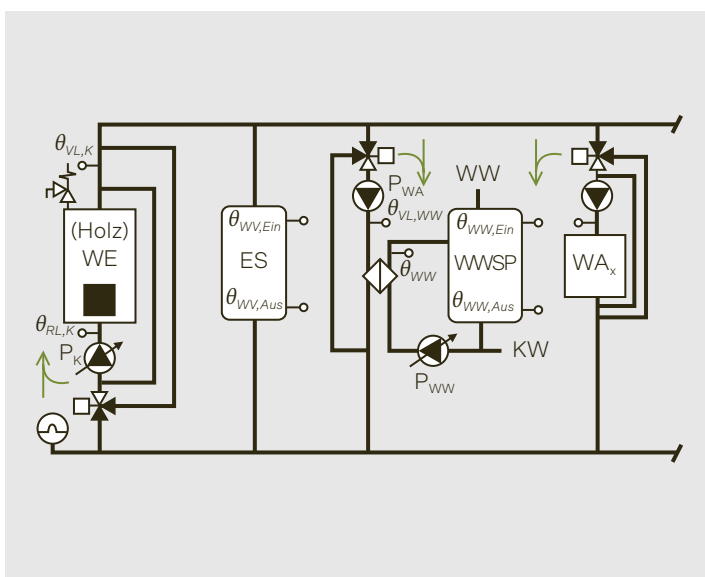 θVL,K
(Holz)
WE
θRL,K
PK
θWV,Ein
ES
θWV,Aus
PWA
θVL,WW
θWW
PWW
WW
θWW,Ein
WWSP
θWW,Aus
KW
WAx